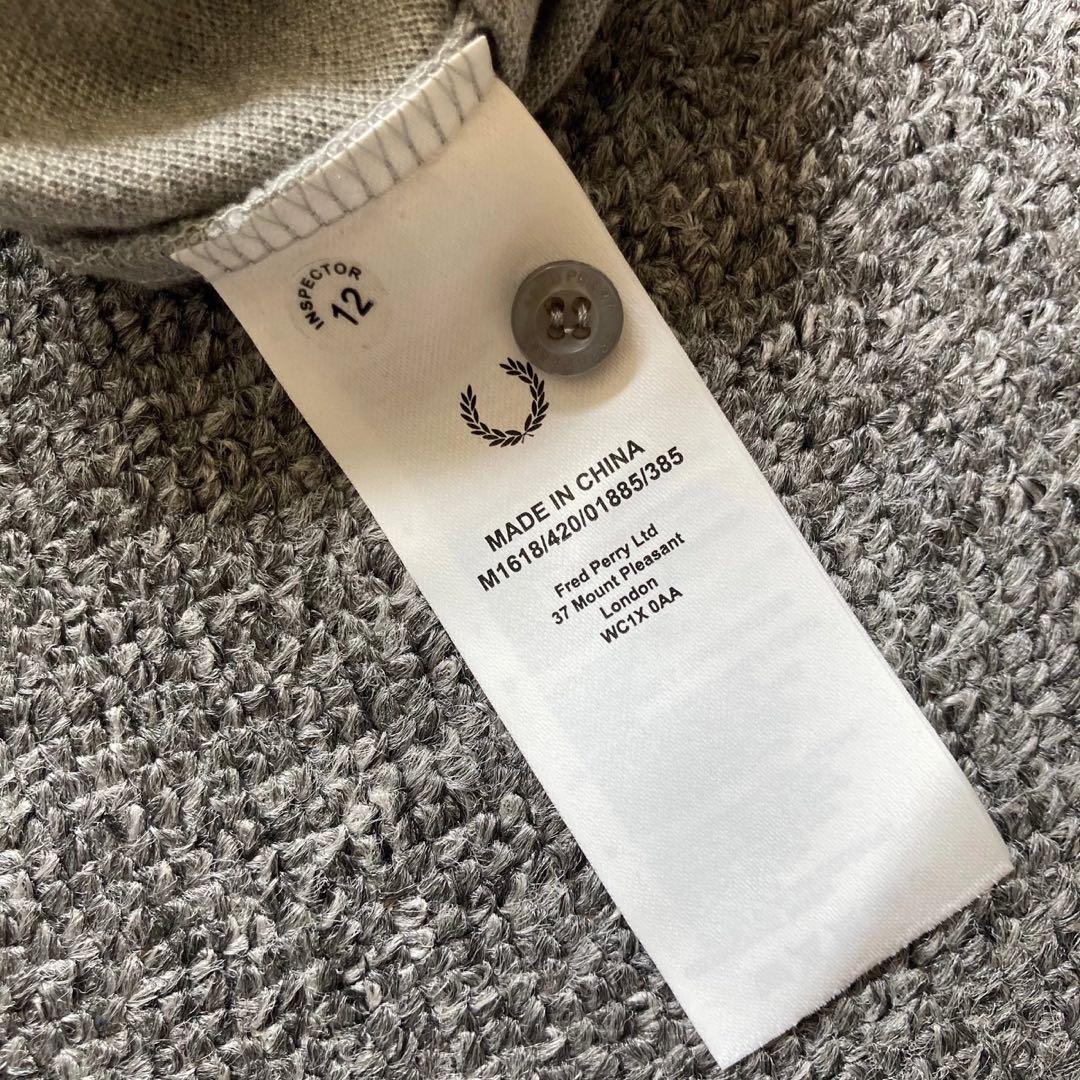 INSPECTOR
12
MADE IN CHINA
M1618/420/01885/385
Fred Perry Ltd
37 Mount Pleasant
London
WC1X 0AA